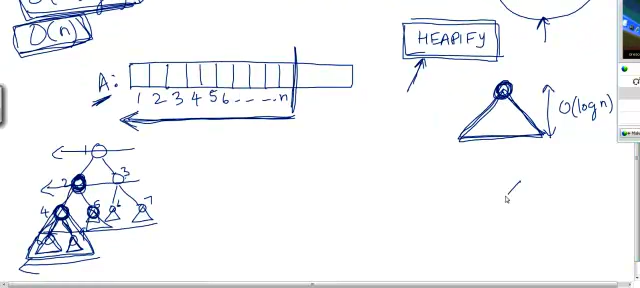 O(n)
HEAPIFY
A:
1 2 3 4 5 6 - - . . . . n
O(log n)
1
2 3
4 5 6 7